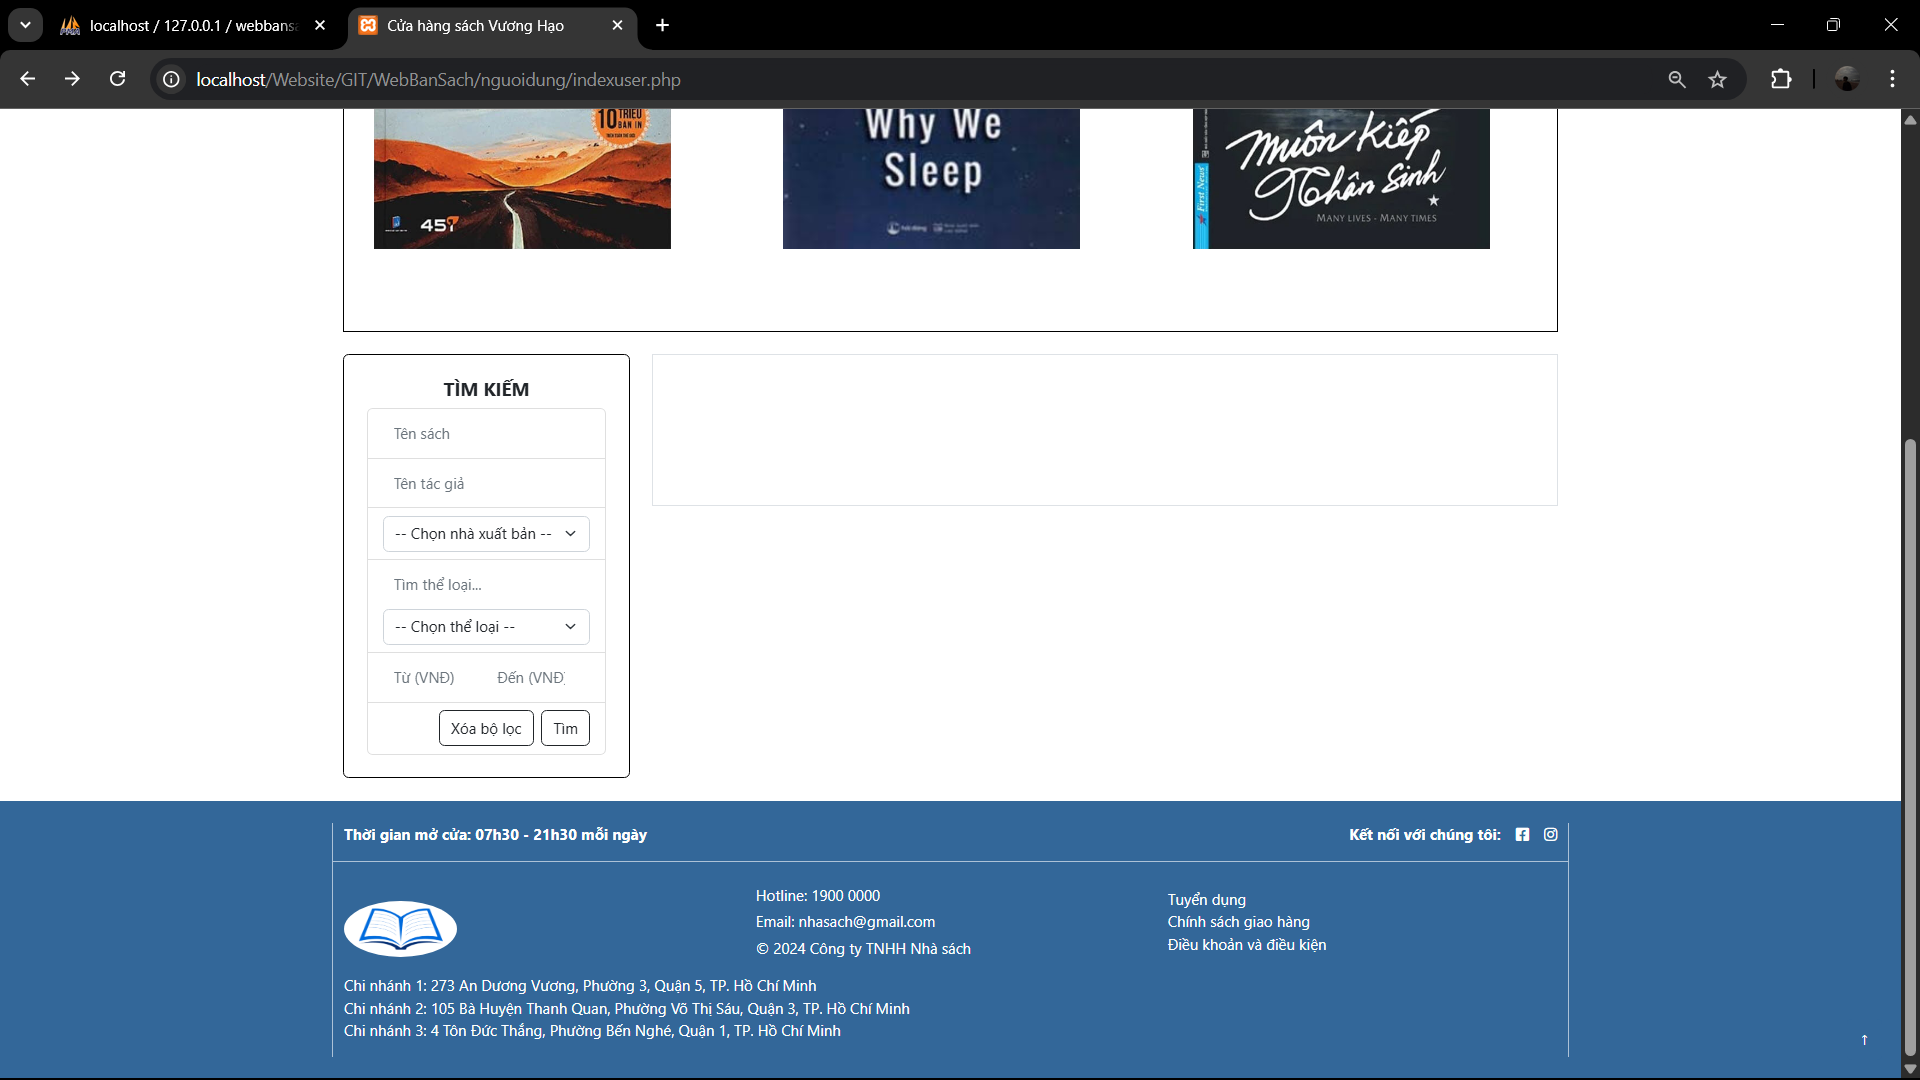 localhost / 127.0.0.1 / webbansa
Cửa hàng sách Vương Hạo
localhost/Website/GIT/WebBanSach/nguoidung/indexuser.php
10 TRIỆU
BẢN IN
Why We
Sleep
Muôn Kiếp
Nhân Sinh
MANY LIVES - MANY TIMES
First News
TÌM KIẾM
Tên sách
Tên tác giả
-- Chọn nhà xuất bản --
Tìm thể loại...
-- Chọn thể loại --
Từ (VNĐ) Đến (VNĐ)
Xóa bộ lọc Tìm
Thời gian mở cửa: 07h30 - 21h30 mỗi ngày
Kết nối với chúng tôi:
Hotline: 1900 0000
Email: nhasach@gmail.com
© 2024 Công ty TNHH Nhà sách
Tuyển dụng
Chính sách giao hàng
Điều khoản và điều kiện
Chi nhánh 1: 273 An Dương Vương, Phường 3, Quận 5, TP. Hồ Chí Minh
Chi nhánh 2: 105 Bà Huyện Thanh Quan, Phường Võ Thị Sáu, Quận 3, TP. Hồ Chí Minh
Chi nhánh 3: 4 Tôn Đức Thắng, Phường Bến Nghé, Quận 1, TP. Hồ Chí Minh
↑